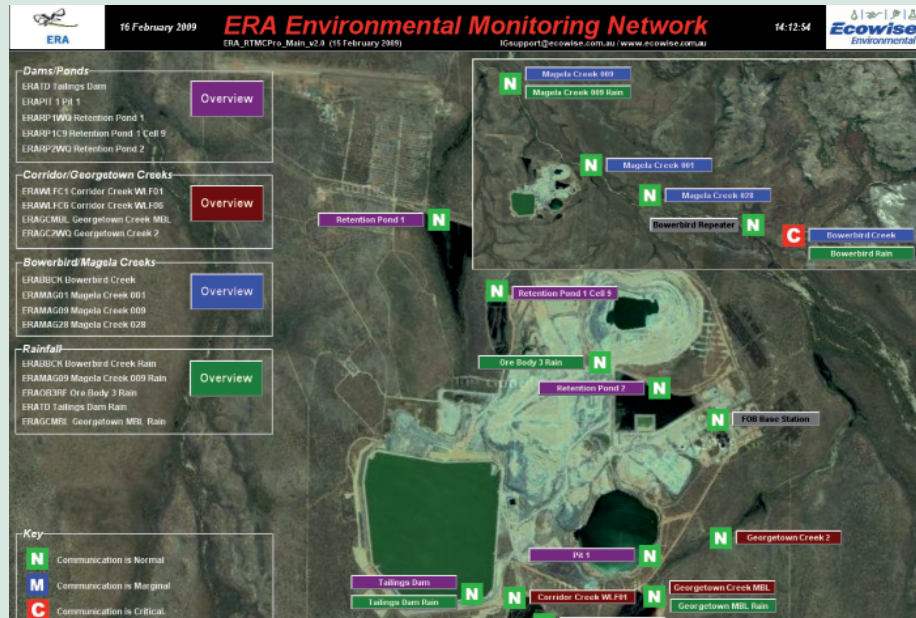 ERA
16 February 2009
ERA Environmental Monitoring Network
ERA_RTMCPro_Main_v2.0 (15 February 2009)
IGsupport@ecowise.com.au / www.ecowise.com.au
14:12:54
Ecowise
Environmental
Dams/Ponds
ERATD Tailings Dam
ERAPIT 1 Pit 1
ERARP1WQ Retention Pond 1
ERARP1C9 Retention Pond 1 Cell 9
ERARP2WQ Retention Pond 2
Overview
Corridor/Georgetown Creeks
ERAWLFC1 Corridor Creek WLF01
ERAWLFC6 Corridor Creek WLF06
ERAGCMBL Georgetown Creek MBL
ERAGC2WQ Georgetown Creek 2
Overview
Bowerbird/Magela Creeks
ERABBCK Bowerbird Creek
ERAMAG01 Magela Creek 001
ERAMAG09 Magela Creek 009
ERAMAG28 Magela Creek 028
Overview
Rainfall
ERABBCK Bowerbird Creek Rain
ERAMAG09 Magela Creek 009 Rain
ERAOB3RF Ore Body 3 Rain
ERATD Tailings Dam Rain
ERAGCMBL Georgetown MBL Rain
Overview
Key
N Communication is Normal
M Communication is Marginal
C Communication is Critical.
N
Magela Creek 009
Magela Creek 009 Rain
N
Magela Creek 001
N
Magela Creek 028
Bowerbird Repeater
N
C
Bowerbird Creek
Bowerbird Rain
Retention Pond 1
N
N
Retention Pond 1 Cell 9
Ore Body 3 Rain
N
Retention Pond 2
N
N
FOB Base Station
N
Georgetown Creek 2
Pit 1
N
Tailings Dam
Tailings Dam Rain
N
N
Corridor Creek WLF01
N
Georgetown Creek MBL
Georgetown MBL Rain